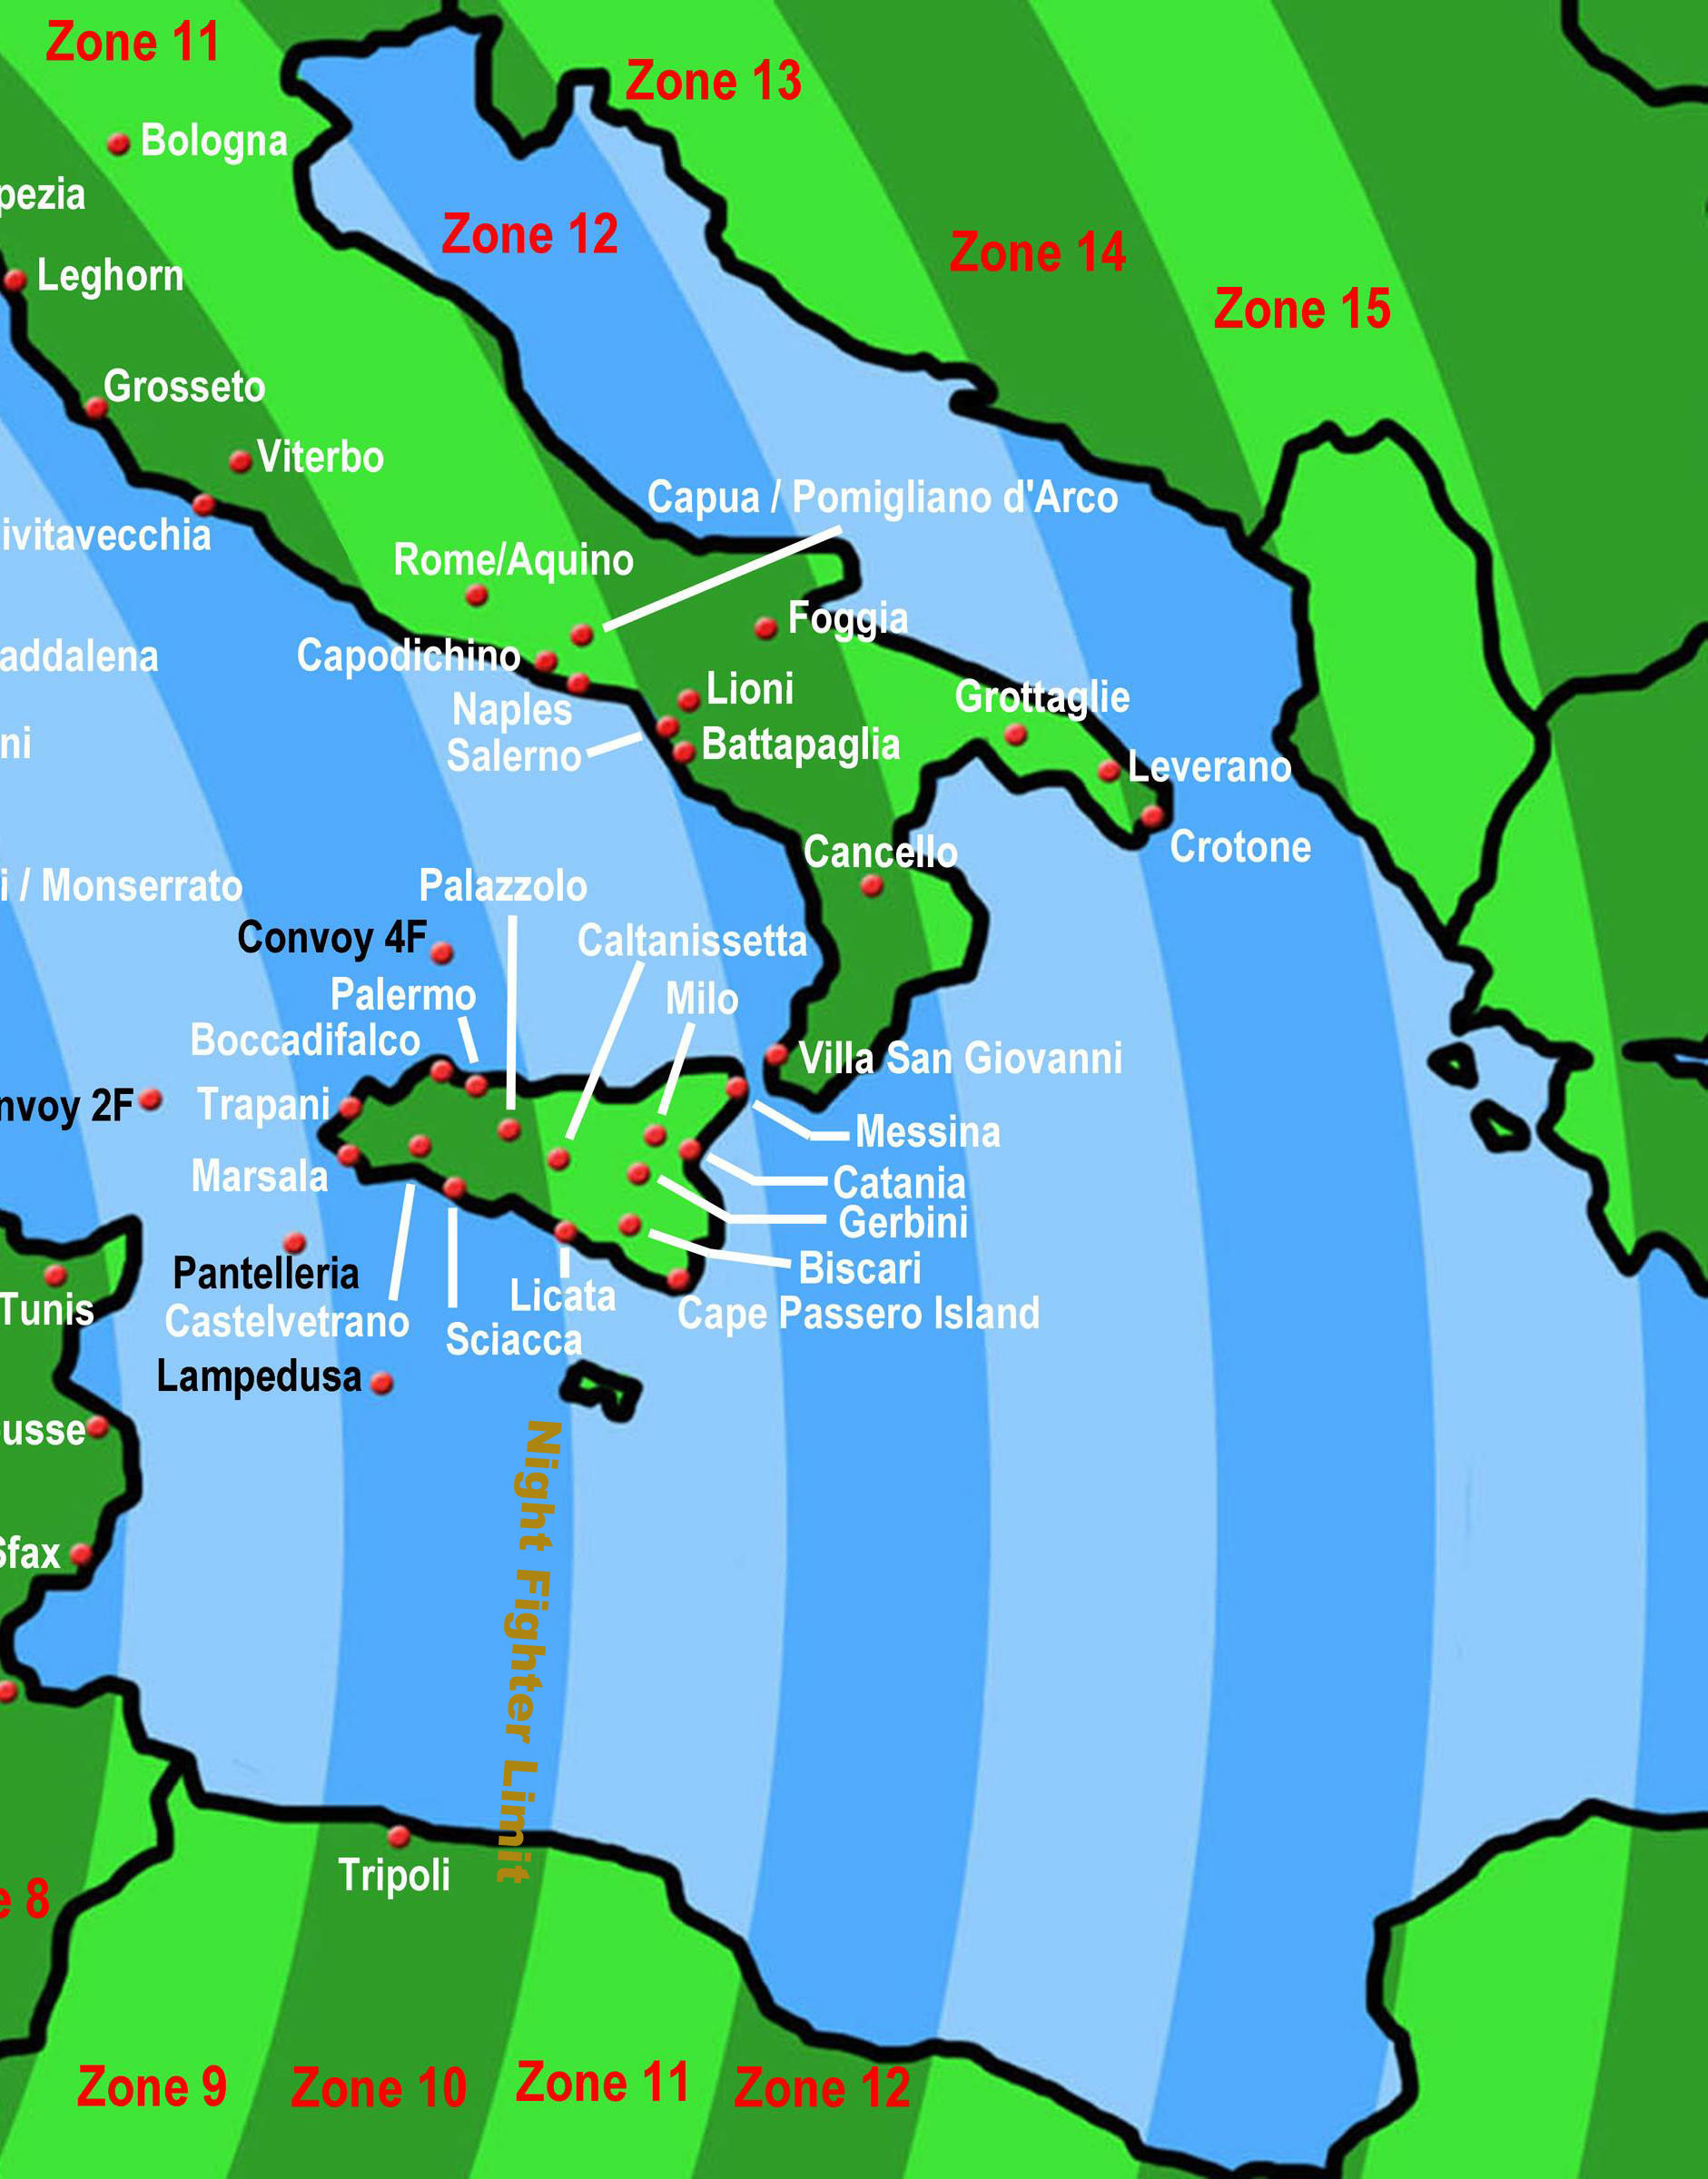 Zone 11
Zone 13
Bologna
pezia
Zone 12
Zone 14
Leghorn
Zone 15
Grosseto
Viterbo
Capua / Pomigliano d'Arco
ivitavecchia
Rome/Aquino
Foggia
addalena
Capodichino
Lioni
Grottaglie
Naples
ni
Salerno
Battapaglia
Leverano
Cancello
Crotone
i / Monserrato
Palazzolo
Convoy 4F
Caltanissetta
Palermo
Milo
Boccadifalco
Villa San Giovanni
nvoy 2F
Trapani
Messina
Marsala
Catania
Gerbini
Pantelleria
Biscari
Tunis
Licata
Castelvetrano
Cape Passero Island
Sciacca
Lampedusa
ousse
Night Fighter Limit
Sfax
Tripoli
e 8
Zone 9
Zone 10
Zone 11
Zone 12